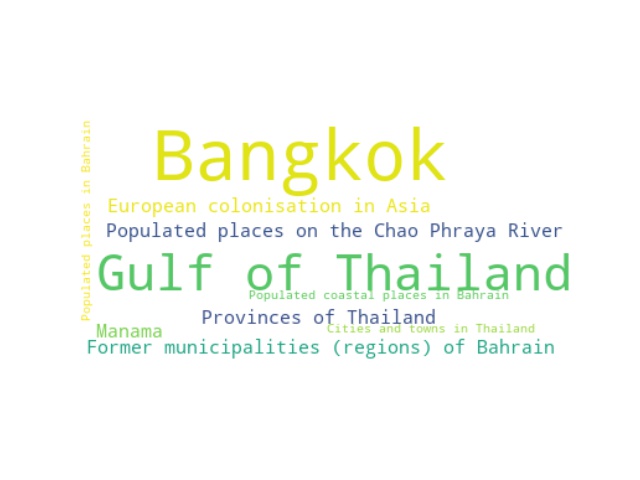 Bangkok
Populated places in Bahrain
European colonisation in Asia
Populated places on the Chao Phraya River
Gulf of Thailand
Populated coastal places in Bahrain
Provinces of Thailand
Manama
Cities and towns in Thailand
Former municipalities (regions) of Bahrain